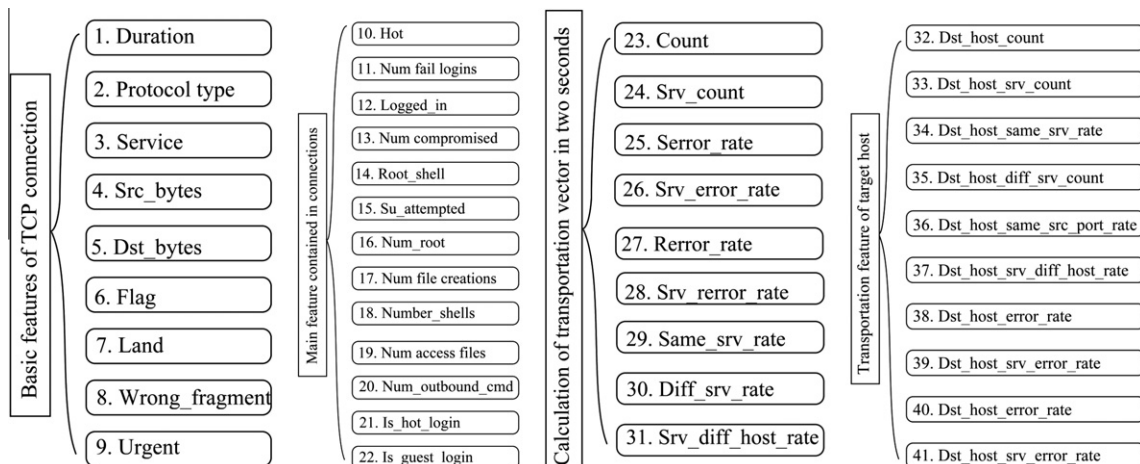 Basic features of TCP connection
1. Duration
2. Protocol type
3. Service
4. Src_bytes
5. Dst_bytes
6. Flag
7. Land
8. Wrong_fragment
9. Urgent
Main feature contained in connections
10. Hot
11. Num fail logins
12. Logged_in
13. Num compromised
14. Root_shell
15. Su_attempted
16. Num_root
17. Num file creations
18. Number_shells
19. Num access files
20. Num_outbound_cmd
21. Is_hot_login
22. Is_guest_login
Calculation of transportation vector in two seconds
23. Count
24. Srv_count
25. Serror_rate
26. Srv_error_rate
27. Rerror_rate
28. Srv_rerror_rate
29. Same_srv_rate
30. Diff_srv_rate
31. Srv_diff_host_rate
Transportation feature of target host
32. Dst_host_count
33. Dst_host_srv_count
34. Dst_host_same_srv_rate
35. Dst_host_diff_srv_count
36. Dst_host_same_src_port_rate
37. Dst_host_srv_diff_host_rate
38. Dst_host_error_rate
39. Dst_host_srv_error_rate
40. Dst_host_error_rate
41. Dst_host_srv_error_rate